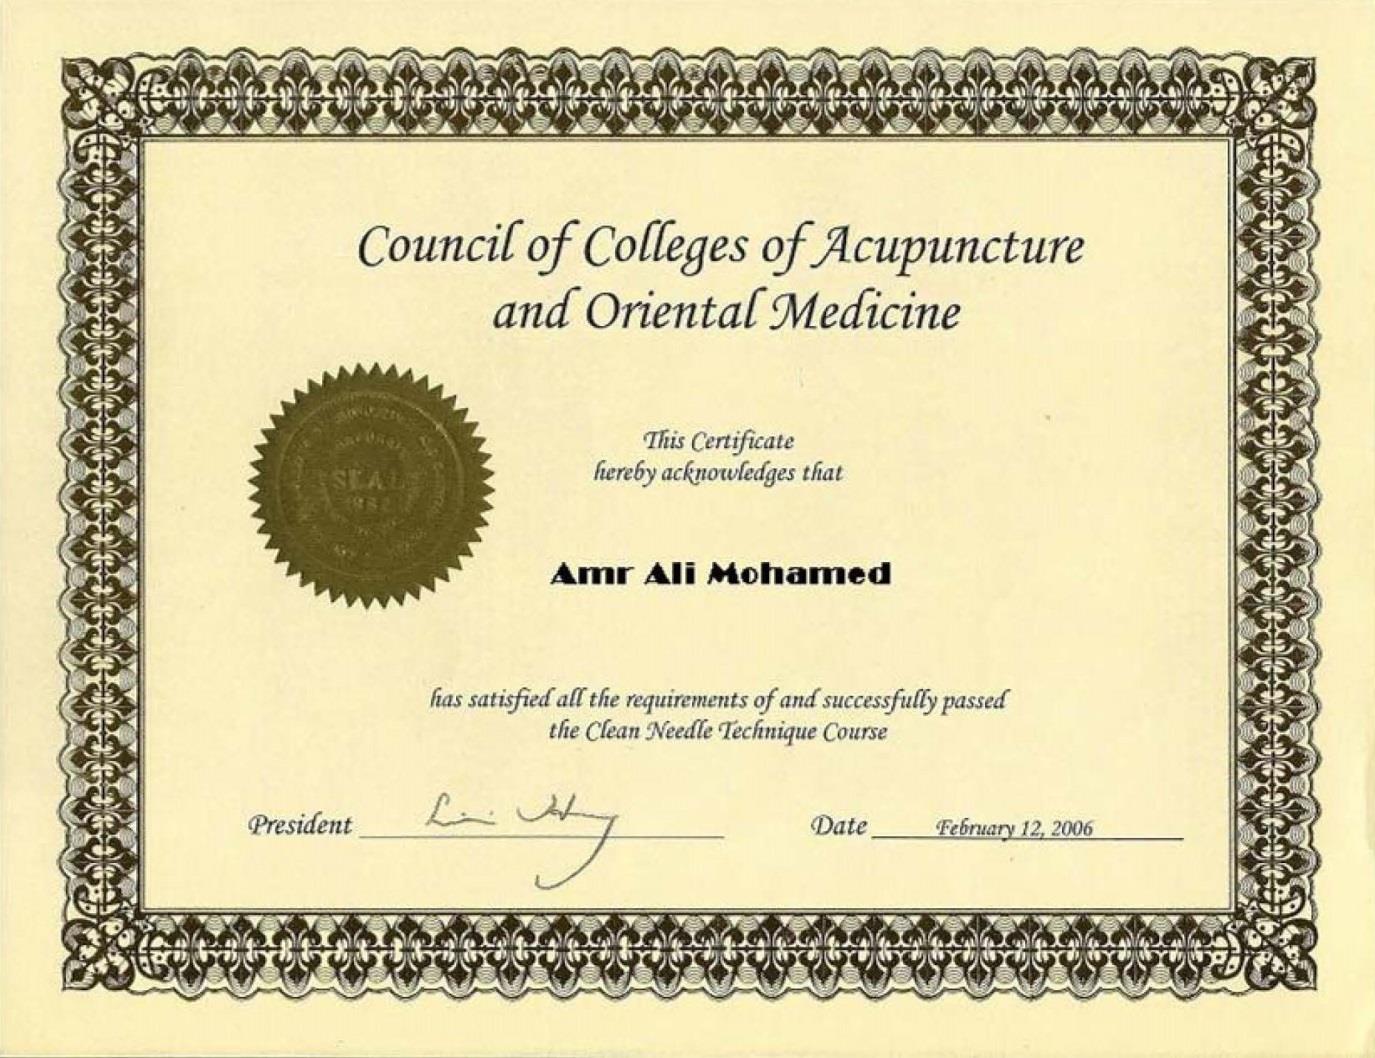 Council of Colleges of Acupuncture
and Oriental Medicine
SEAL
This Certificate
hereby acknowledges that
Amr Ali Mohamed
has satisfied all the requirements of and successfully passed
the Clean Needle Technique Course
President
Date February 12, 2006